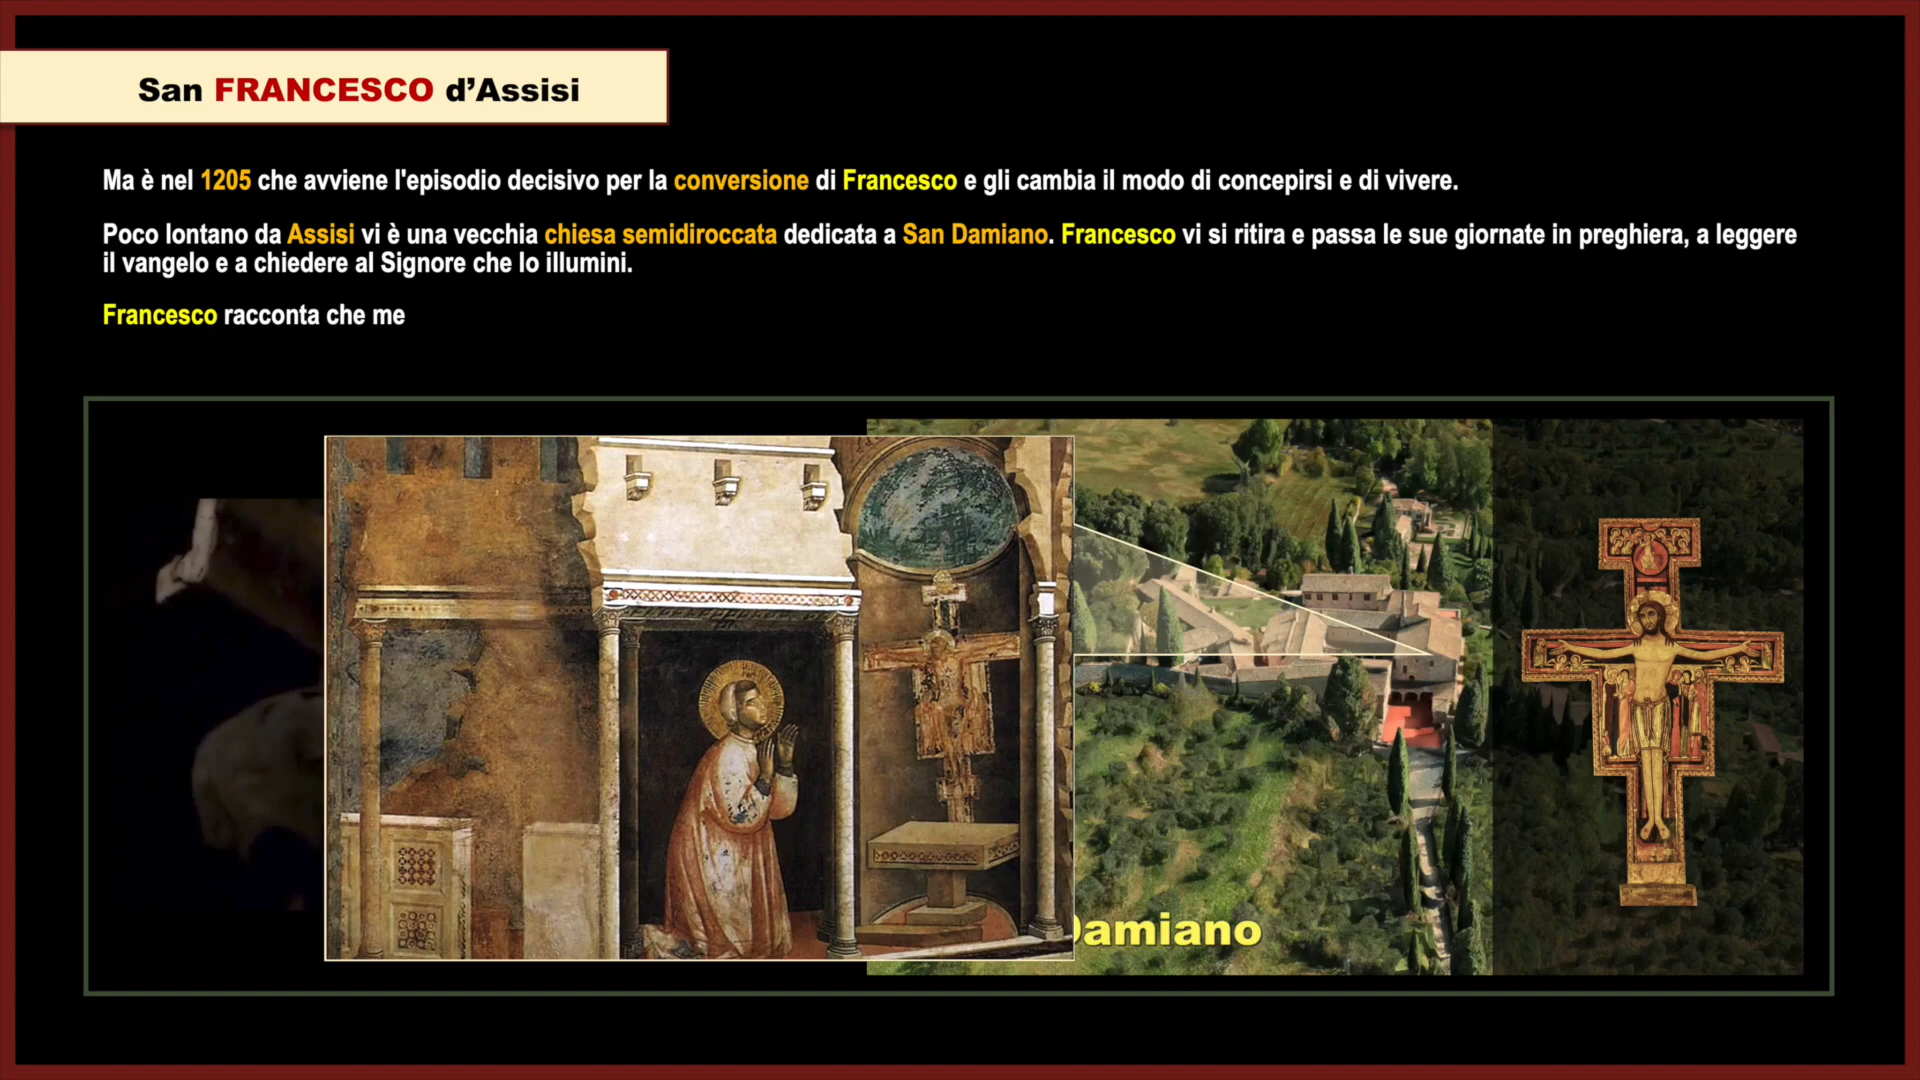 San FRANCESCO d’Assisi
Ma è nel 1205 che avviene l'episodio decisivo per la conversione di Francesco e gli cambia il modo di concepirsi e di vivere.
Poco lontano da Assisi vi è una vecchia chiesa semidiroccata dedicata a San Damiano. Francesco vi si ritira e passa le sue giornate in preghiera, a leggere
il vangelo e a chiedere al Signore che lo illumini.
Francesco racconta che me
Damiano